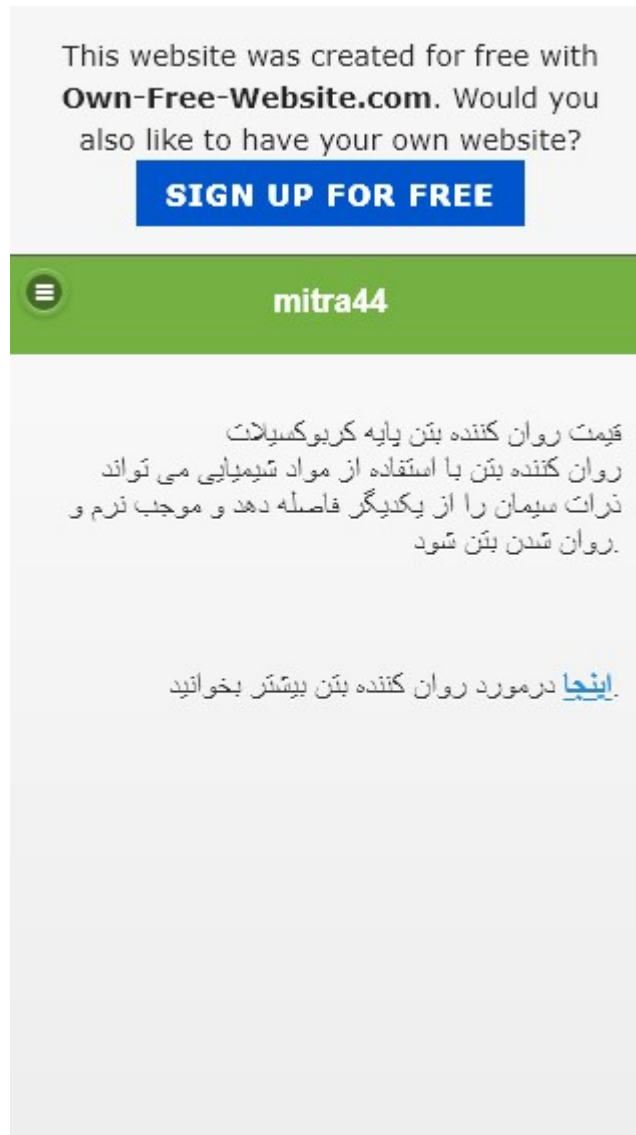 This website was created for free with
Own-Free-Website.com. Would you
also like to have your own website?
SIGN UP FOR FREE
mitra44
قیمت روان کننده بتن پایه کربوکسیلات
روان کننده بتن با استفاده از مواد شیمیایی می تواند
ذرات سیمان را از یکدیگر فاصله دهد و موجب نرم و
.روان شدن بتن شود
.اینجا درمورد روان کننده بتن بیشتر بخوانید